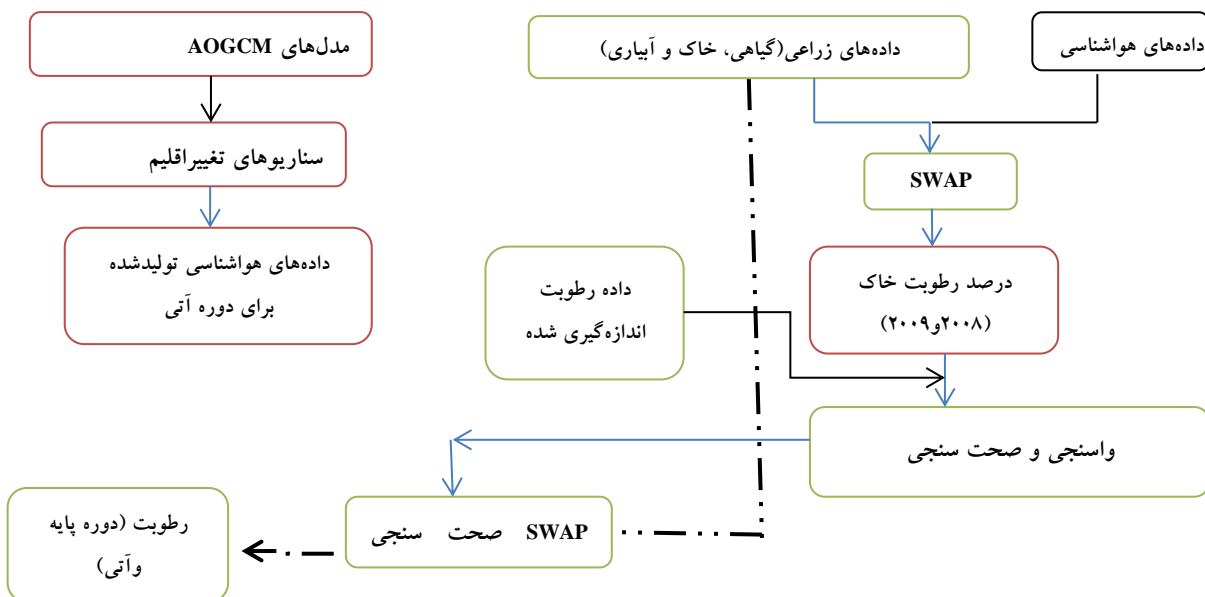 داده‌های هواشناسی
داده‌های زراعی(گیاهی، خاک و آبیاری)
مدل‌های AOGCM
سناریوهای تغییراقلیم
SWAP
داده‌های هواشناسی تولیدشده
برای دوره آتی
داده رطوبت
اندازه‌گیری شده
درصد رطوبت خاک
(۲۰۰۸و۲۰۰۹)
واسنجی و صحت سنجی
SWAP صحت سنجی
رطوبت (دوره پایه
وآتی)